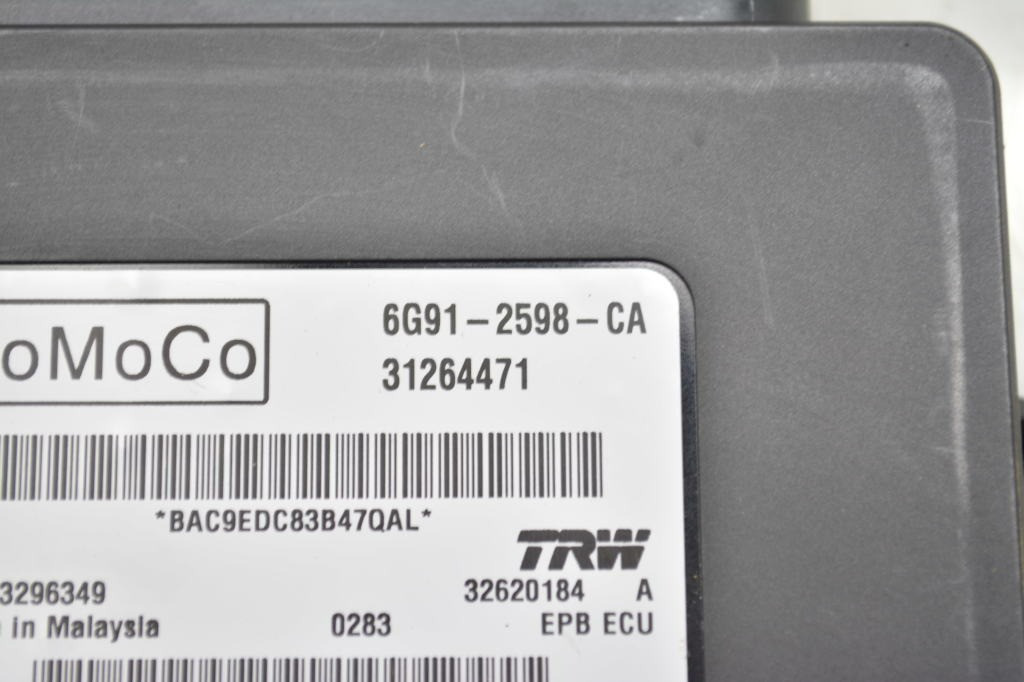 oMoCo
6G91-2598-CA
31264471
*BAC9EDC83B47QAL*
TRW
3296349 32620184 A
in Malaysia 0283 EPB ECU